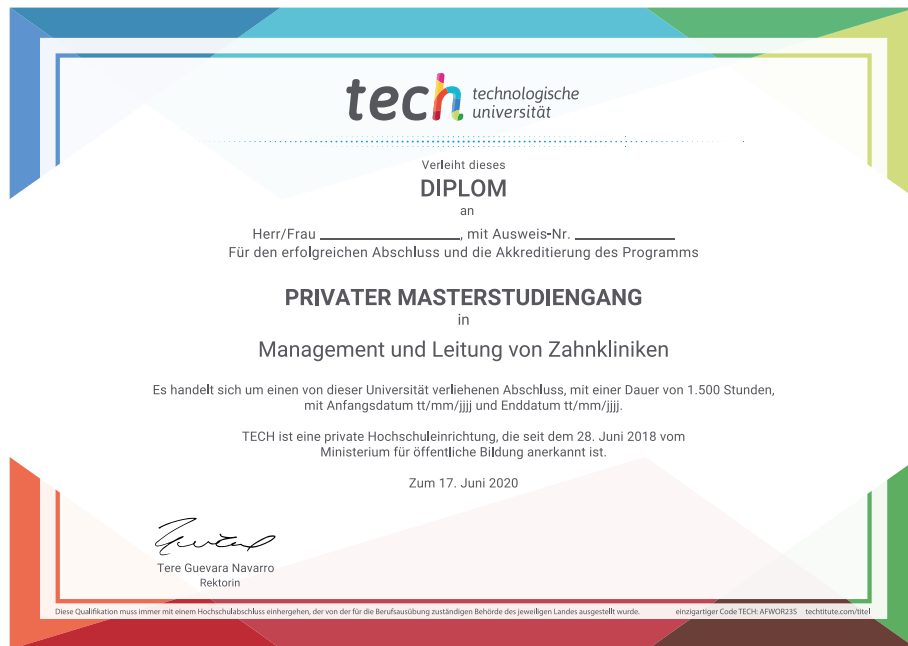 tech technologische
universität
Verleiht dieses
DIPLOM
an
Herr/Frau ____________________, mit Ausweis-Nr. ______________
Für den erfolgreichen Abschluss und die Akkreditierung des Programms
PRIVATER MASTERSTUDIENGANG
in
Management und Leitung von Zahnkliniken
Es handelt sich um einen von dieser Universität verliehenen Abschluss, mit einer Dauer von 1.500 Stunden,
mit Anfangsdatum tt/mm/jjjj und Enddatum tt/mm/jjjj.
TECH ist eine private Hochschuleinrichtung, die seit dem 28. Juni 2018 vom
Ministerium für öffentliche Bildung anerkannt ist.
Zum 17. Juni 2020
Tere Guevara Navarro
Rektorin
Diese Qualifikation muss immer mit einem Hochschulabschluss einhergehen, der von der für die Berufsausübung zuständigen Behörde des jeweiligen Landes ausgestellt wurde. einzigartiger Code TECH: AFWOR23S techtitute.com/titel